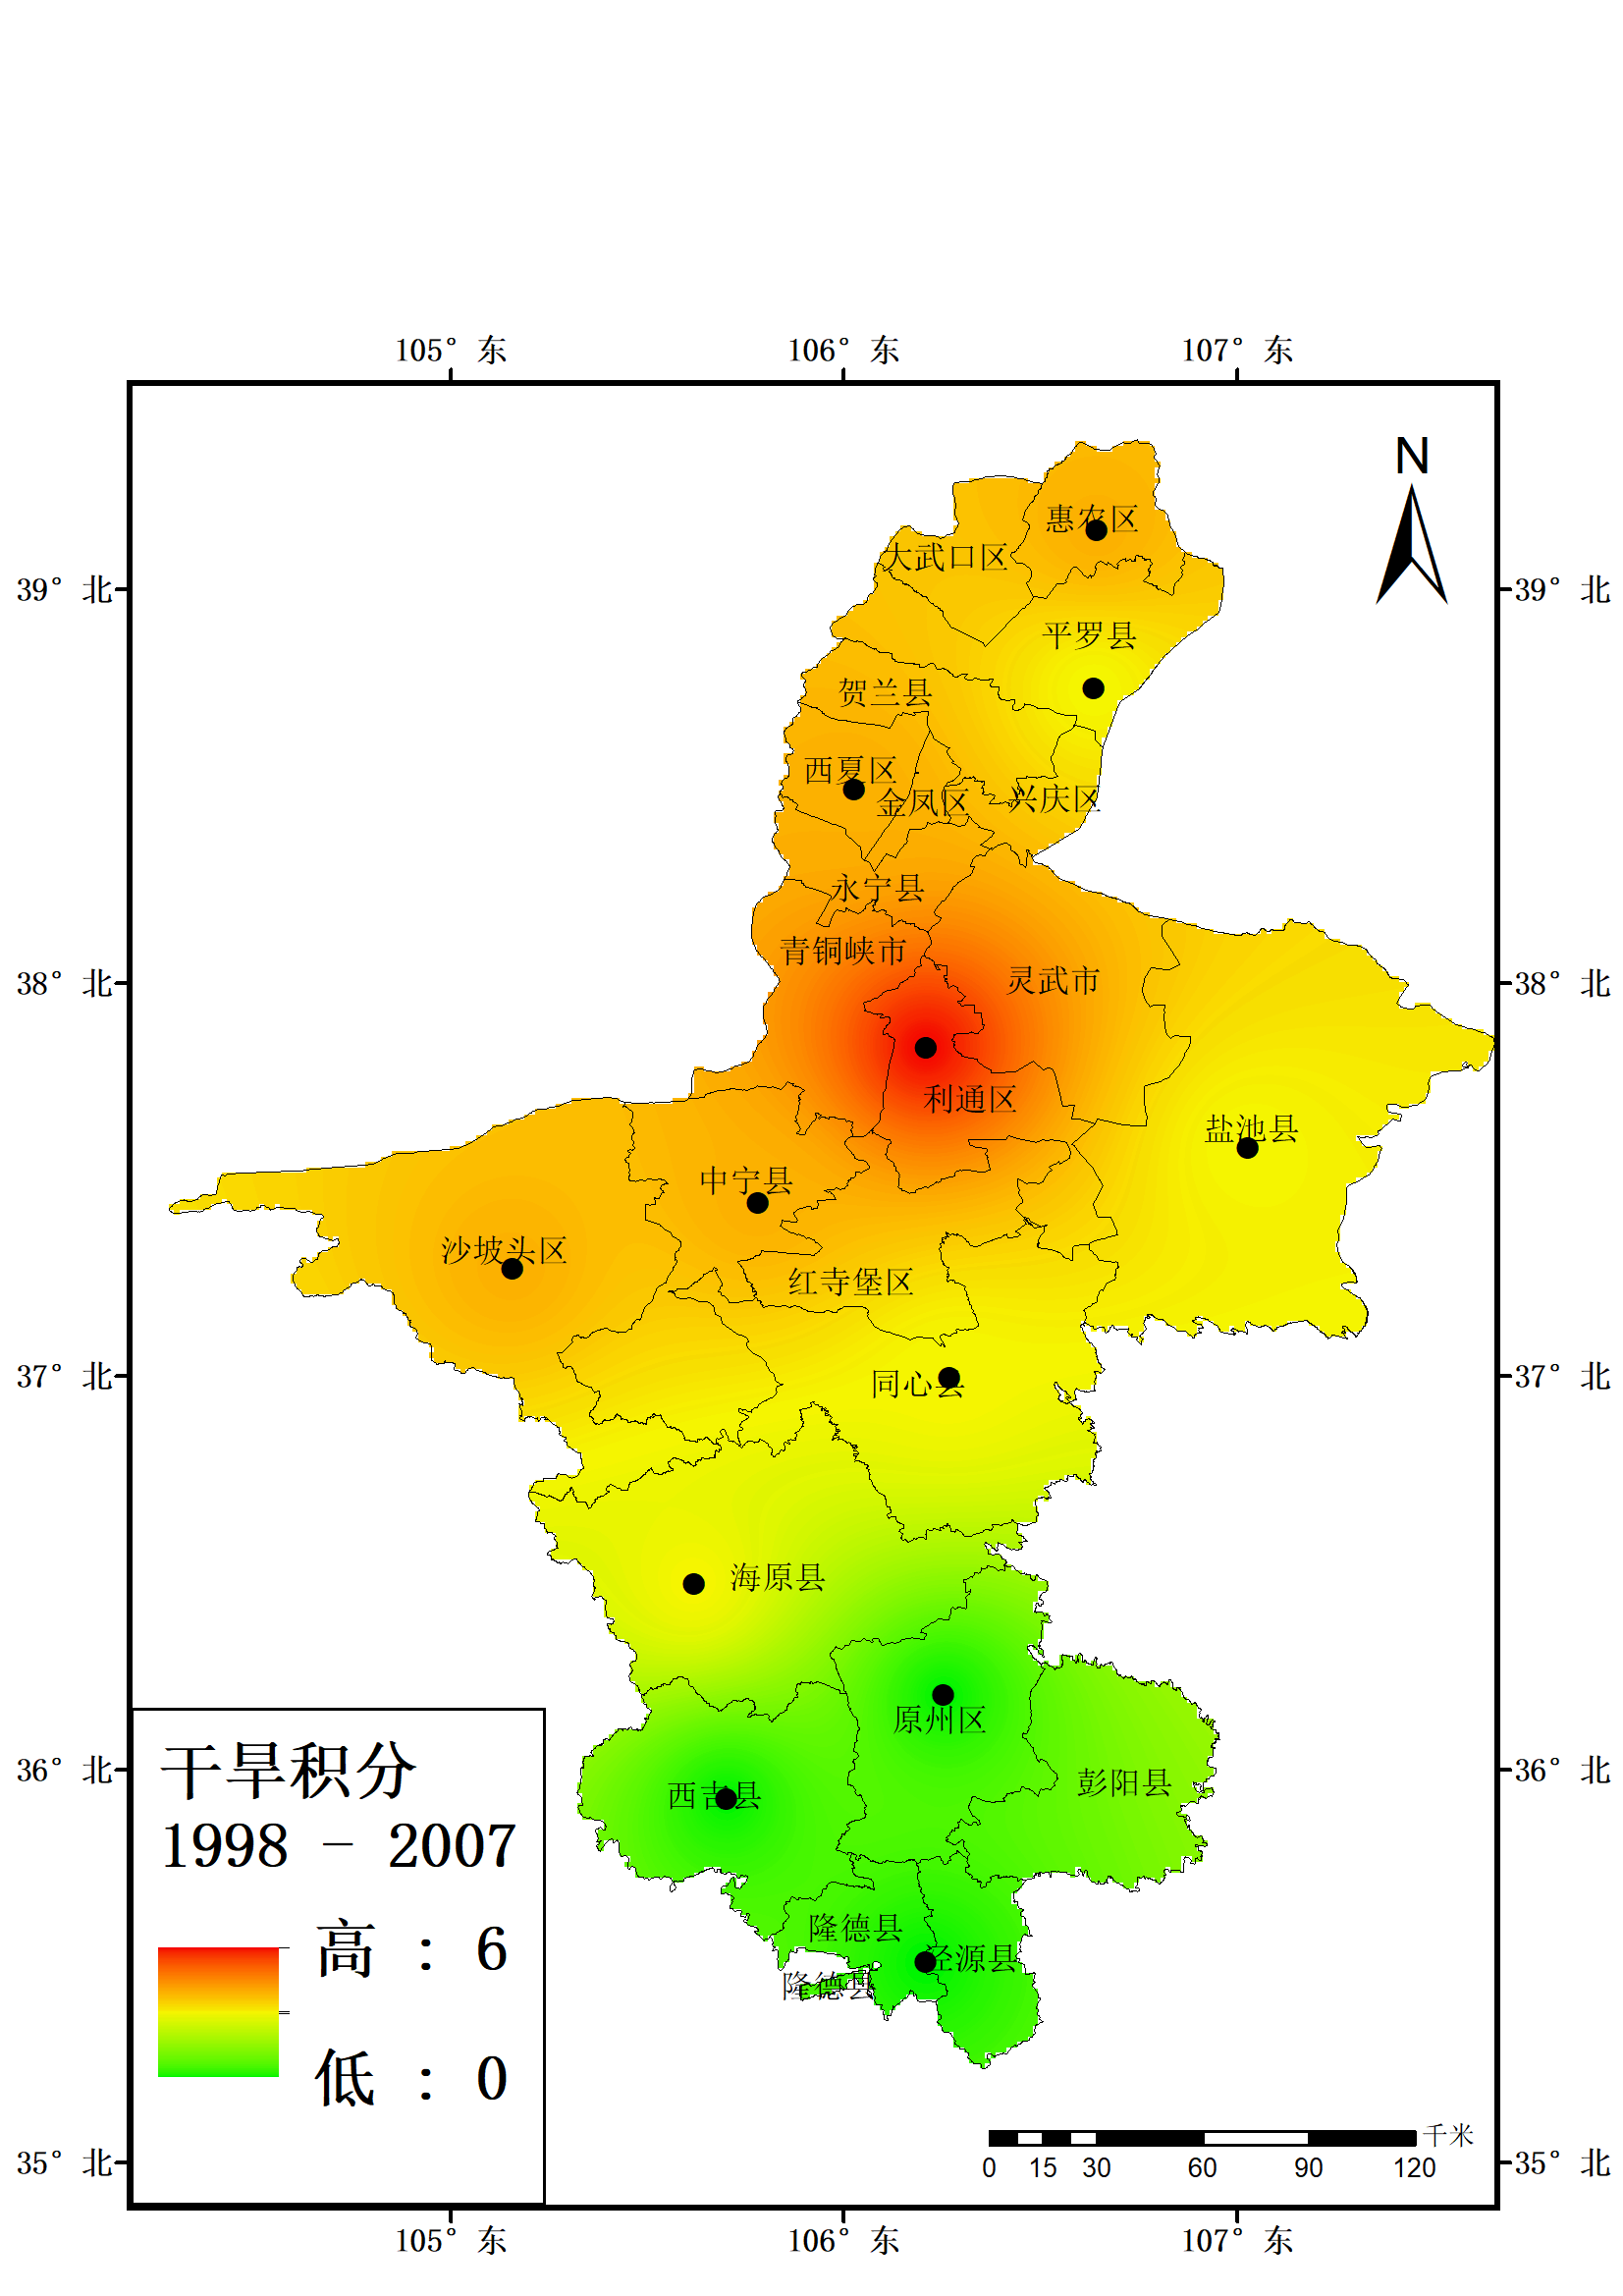 105° 东 106° 东 107° 东
N
惠农区
大武口区
39° 北 39° 北
平罗县
贺兰县
西夏区
金凤区 兴庆区
永宁县
青铜峡市
灵武市
38° 北 38° 北
利通区
盐池县
中宁县
沙坡头区
红寺堡区
37° 北 37° 北
同心县
海原县
原州区
36° 北 36° 北
彭阳县
西吉县
隆德县
泾源县
隆德县
干旱积分
1998 - 2007
高 : 6
低 : 0
千米
0 15 30 60 90 120
35° 北 35° 北
105° 东 106° 东 107° 东